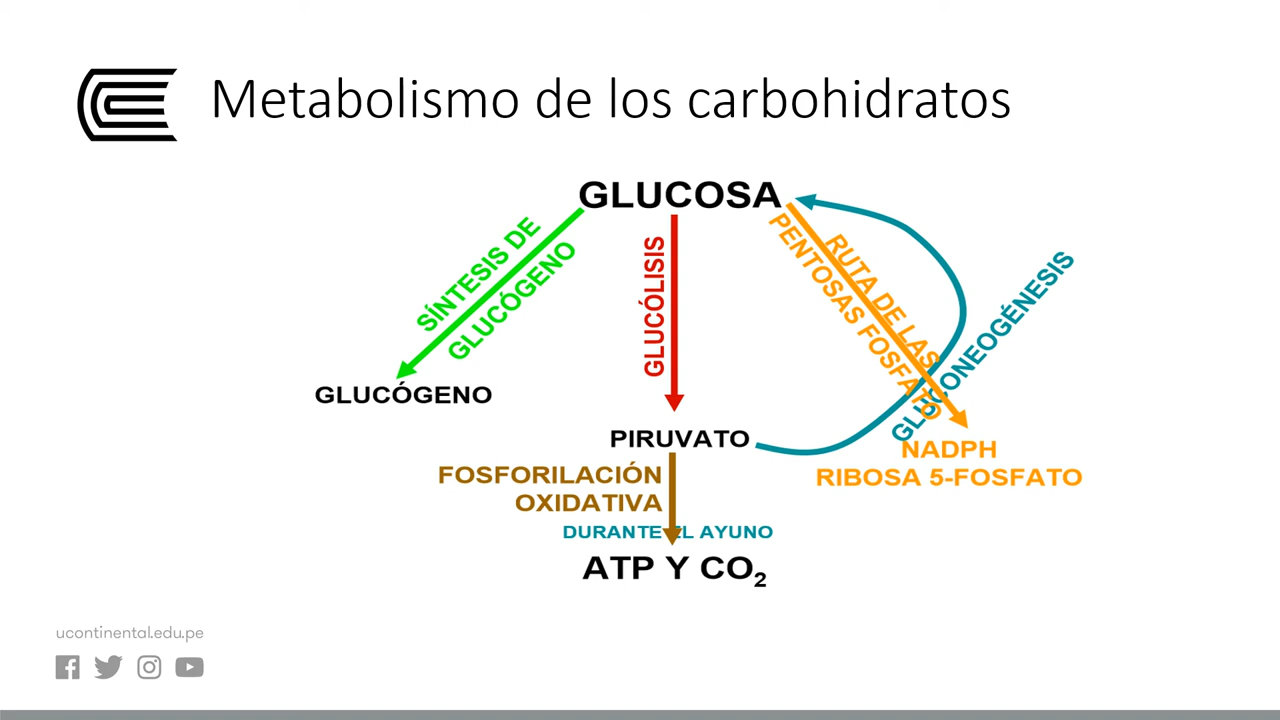 Metabolismo de los carbohidratos
GLUCOSA
SÍNTESIS DE
GLUCÓGENO
GLUCÓLISIS
RUTA DE LAS
PENTOSAS FOSFATO
GLUCONEOGÉNESIS
GLUCÓGENO
PIRUVATO
NADPH
RIBOSA 5-FOSFATO
FOSFORILACIÓN
OXIDATIVA
DURANTE EL AYUNO
ATP Y CO₂
ucontinental.edu.pe